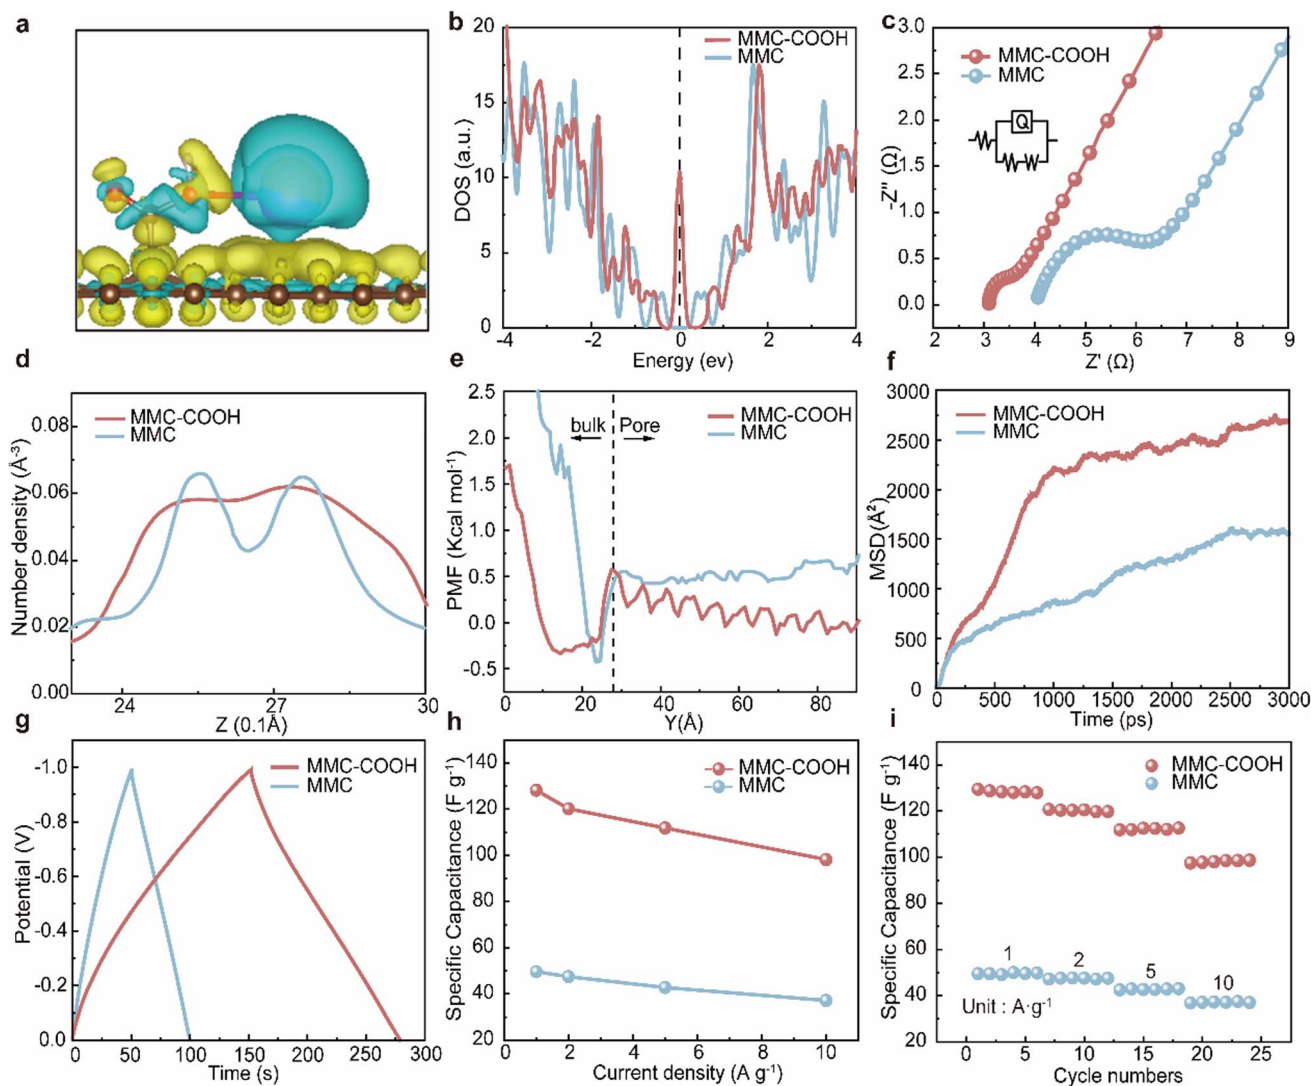 a
b
20
15
10
5
0
DOS (a.u.)
-4
-2
0
2
4
Energy (ev)
MMC-COOH
MMC
c
3.0
2.5
2.0
1.5
1.0
0.5
0.0
-Z'' (Ω)
2
3
4
5
6
7
8
9
Z' (Ω)
MMC-COOH
MMC
Q
d
0.08
0.06
0.04
0.02
0.00
Number density (Å-³)
24
27
30
Z (0.1Å)
MMC-COOH
MMC
e
2.5
2.0
1.5
1.0
0.5
0.0
-0.5
PMF (Kcal mol-1)
0
20
40
60
80
Y(Å)
bulk
Pore
MMC-COOH
MMC
f
3000
2500
2000
1500
1000
500
0
MSD(Å²)
0
500
1000
1500
2000
2500
3000
Time (ps)
MMC-COOH
MMC
g
-1.0
-0.8
-0.6
-0.4
-0.2
0.0
Potential (V)
0
50
100
150
200
250
300
Time (s)
MMC-COOH
MMC
h
140
120
100
80
60
40
20
Specific Capacitance (F g-1)
0
2
4
6
8
10
Current density (A g-1)
MMC-COOH
MMC
i
140
120
100
80
60
40
20
Specific Capacitance (F g-1)
0
5
10
15
20
25
Cycle numbers
MMC-COOH
MMC
1
2
5
10
Unit : A·g-1